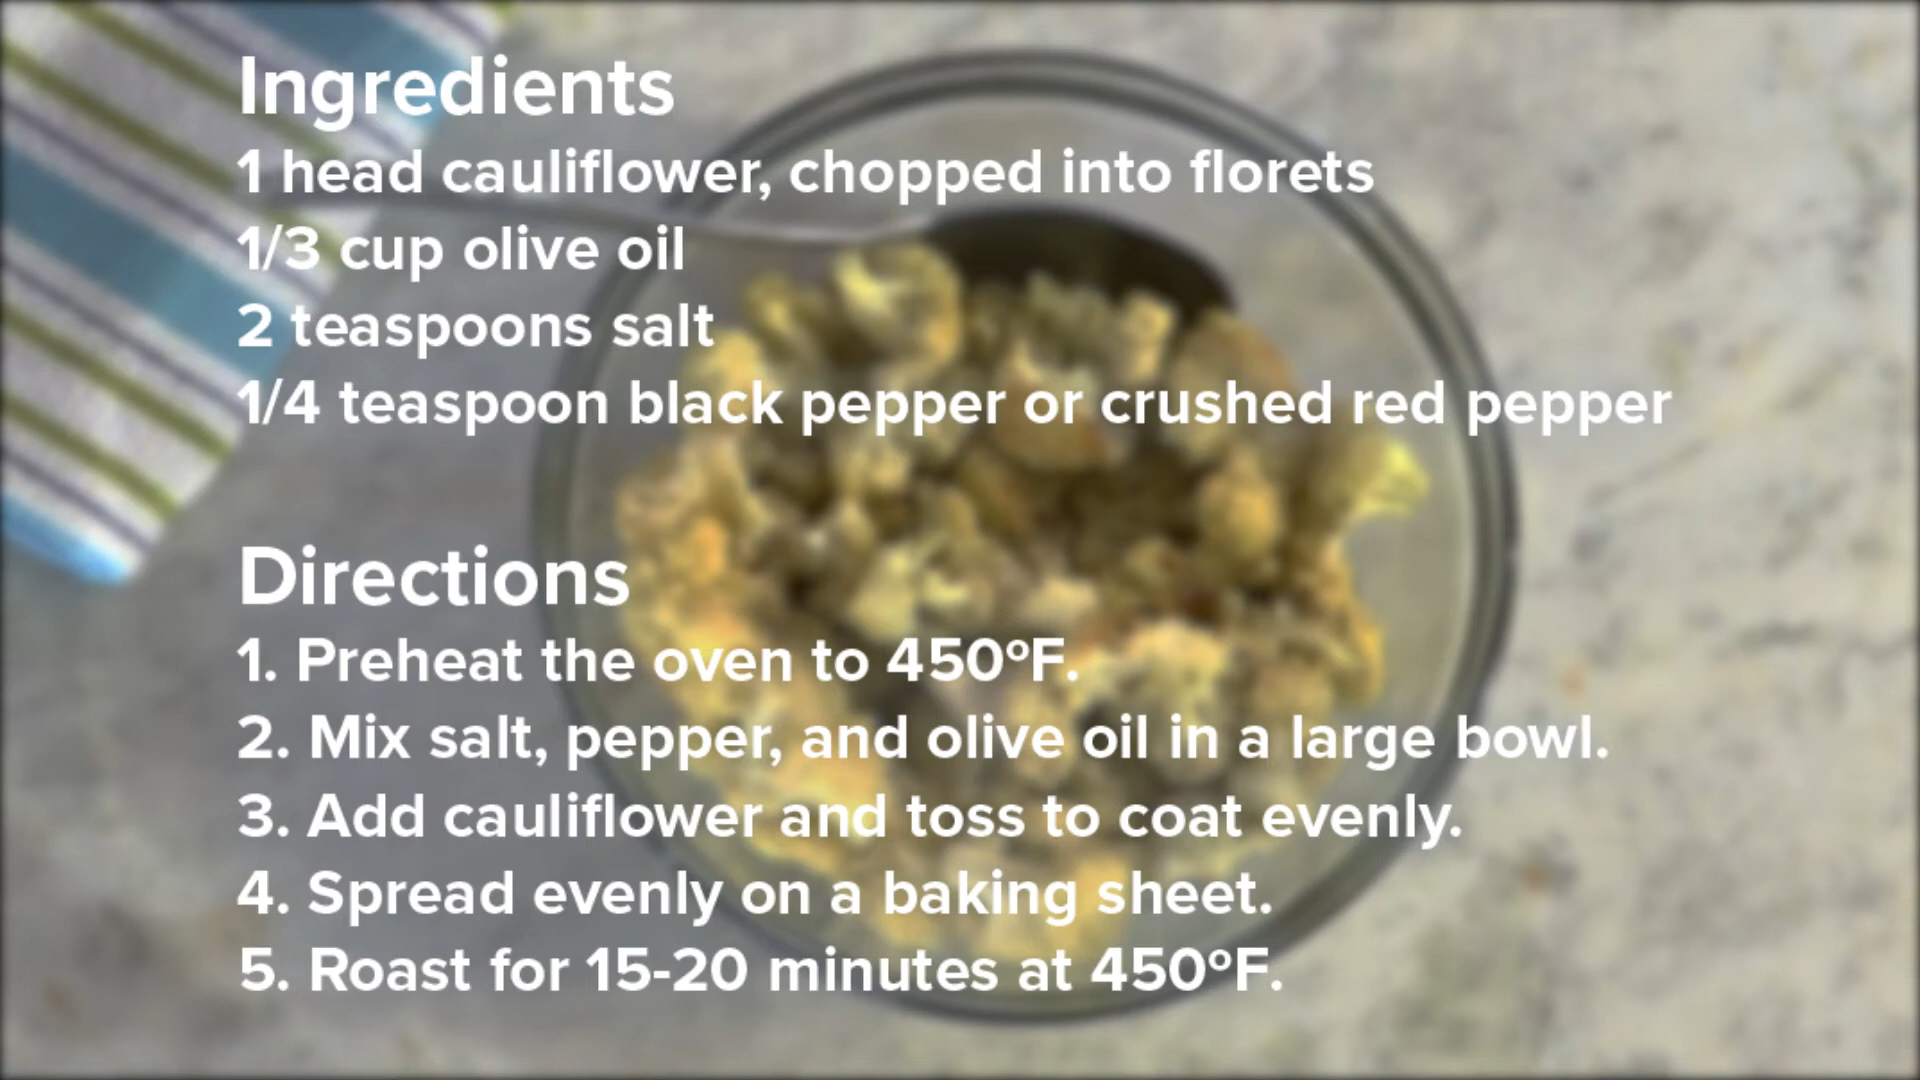 Ingredients
1 head cauliflower, chopped into florets
1/3 cup olive oil
2 teaspoons salt
1/4 teaspoon black pepper or crushed red pepper
Directions
1. Preheat the oven to 450ºF.
2. Mix salt, pepper, and olive oil in a large bowl.
3. Add cauliflower and toss to coat evenly.
4. Spread evenly on a baking sheet.
5. Roast for 15-20 minutes at 450ºF.